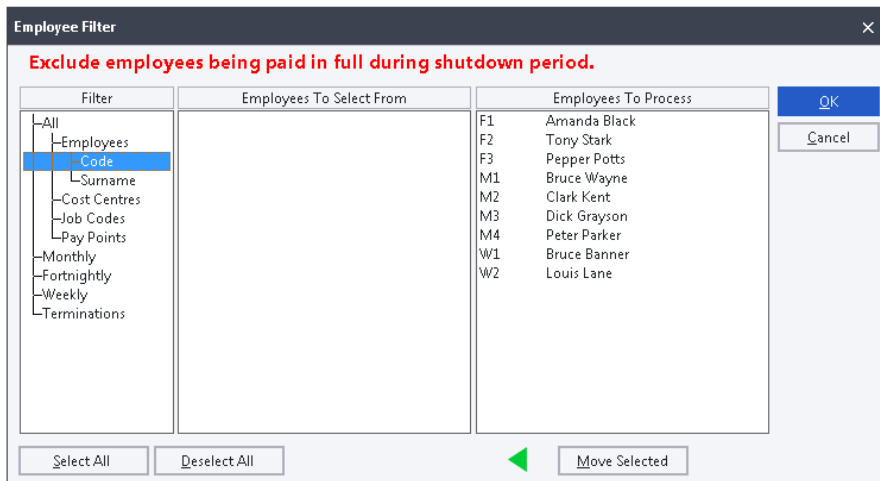 Employee Filter
Exclude employees being paid in full during shutdown period.
Filter
Employees To Select From
Employees To Process
OK
Cancel
All
Employees
Code
Surname
Cost Centres
Job Codes
Pay Points
Monthly
Fortnightly
Weekly
Terminations
F1 Amanda Black
F2 Tony Stark
F3 Pepper Potts
M1 Bruce Wayne
M2 Clark Kent
M3 Dick Grayson
M4 Peter Parker
W1 Bruce Banner
W2 Louis Lane
Select All
Deselect All
Move Selected